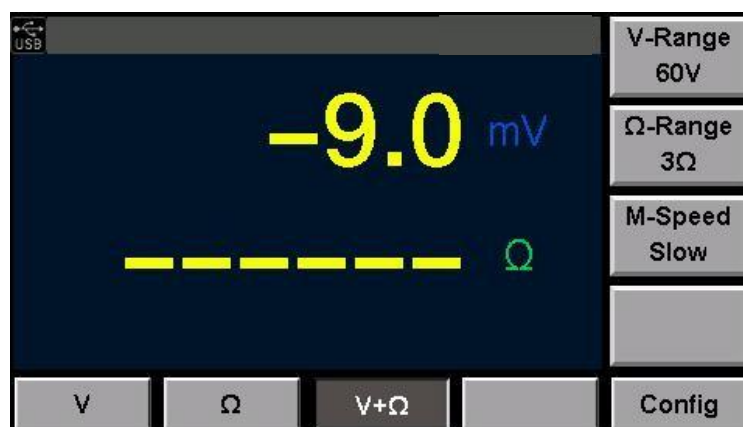 USB
V-Range
60V
-9.0 mV
Ω-Range
3Ω
------ Ω
M-Speed
Slow
V
Ω
V+Ω
Config